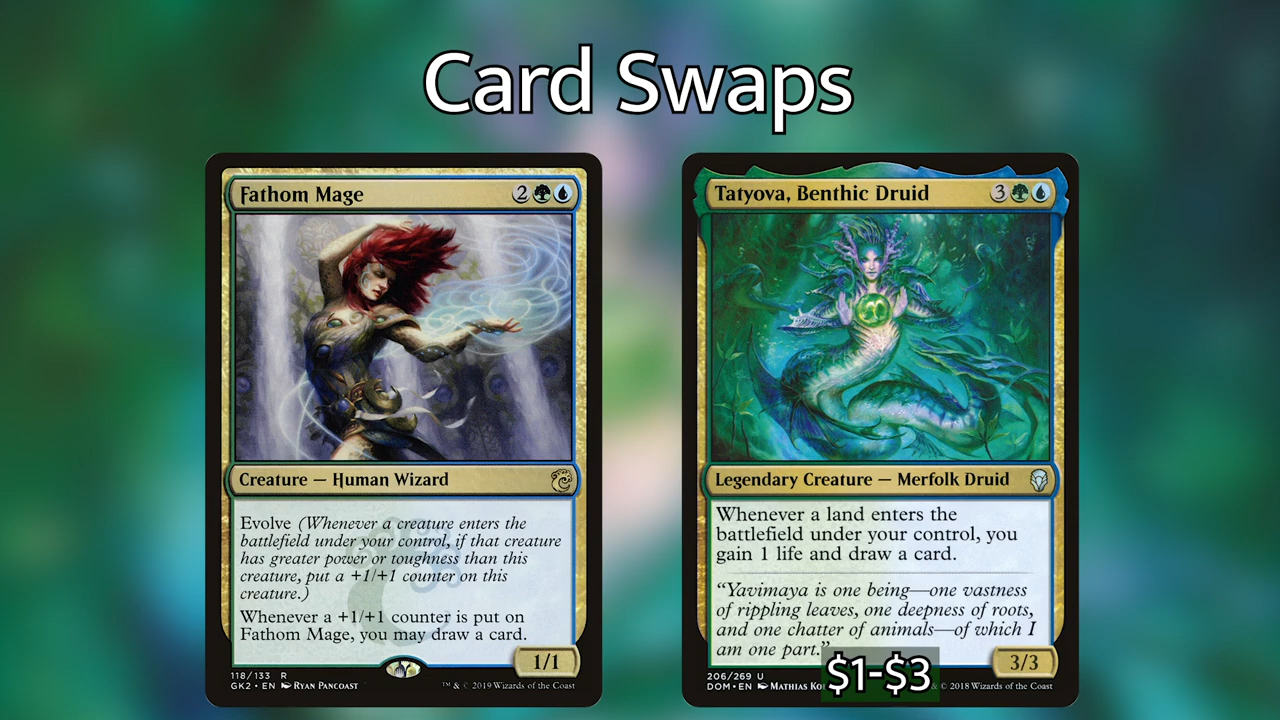 Card Swaps
Fathom Mage 2
Creature — Human Wizard
Evolve (Whenever a creature enters the
battlefield under your control, if that creature
has greater power or toughness than this
creature, put a +1/+1 counter on this
creature.)
Whenever a +1/+1 counter is put on
Fathom Mage, you may draw a card.
1/1
118/133 R
GK2 • EN RYAN PANCOAST
™ & © 2019 Wizards of the Coast
Tatyova, Benthic Druid 3
Legendary Creature — Merfolk Druid
Whenever a land enters the
battlefield under your control, you
gain 1 life and draw a card.
“Yavimaya is one being—one vastness
of rippling leaves, one deepness of roots,
and one chatter of animals—of which I
am one part.”
3/3
206/269 U
DOM • EN MATHIAS
© 2018 Wizards of the Coast
$1-$3